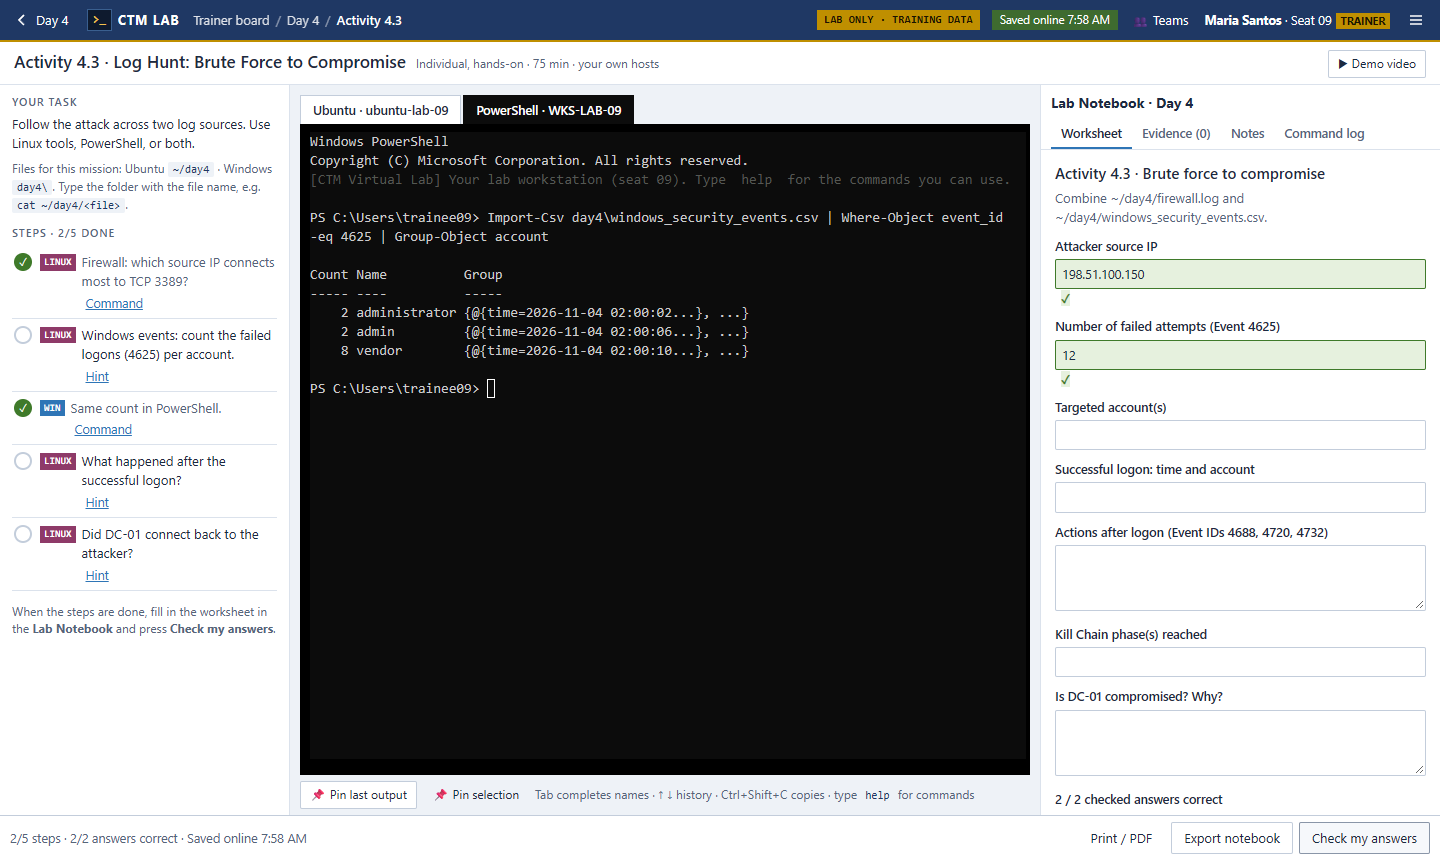 Day 4
>_ CTM LAB
Trainer board / Day 4 / Activity 4.3
LAB ONLY · TRAINING DATA
Saved online 7:58 AM
Teams
Maria Santos · Seat 09 TRAINER
Activity 4.3 · Log Hunt: Brute Force to Compromise
Individual, hands-on · 75 min · your own hosts
▶ Demo video
YOUR TASK
Follow the attack across two log sources. Use
Linux tools, PowerShell, or both.
Files for this mission: Ubuntu ~/day4 · Windows
day4\ . Type the folder with the file name, e.g.
cat ~/day4/<file> .
STEPS · 2/5 DONE
✓ LINUX Firewall: which source IP connects
most to TCP 3389?
Command
LINUX Windows events: count the failed
logons (4625) per account.
Hint
✓ WIN Same count in PowerShell.
Command
LINUX What happened after the
successful logon?
Hint
LINUX Did DC-01 connect back to the
attacker?
Hint
When the steps are done, fill in the worksheet in
the Lab Notebook and press Check my answers.
Ubuntu · ubuntu-lab-09
PowerShell · WKS-LAB-09
Windows PowerShell
Copyright (C) Microsoft Corporation. All rights reserved.
[CTM Virtual Lab] Your lab workstation (seat 09). Type  help  for the commands you can use.
PS C:\Users\trainee09> Import-Csv day4\windows_security_events.csv | Where-Object event_id
-eq 4625 | Group-Object account
Count Name          Group
----- ----          -----
    2 administrator {@{time=2026-11-04 02:00:02...}, ...}
    2 admin         {@{time=2026-11-04 02:00:06...}, ...}
    8 vendor        {@{time=2026-11-04 02:00:10...}, ...}
PS C:\Users\trainee09>
📌 Pin last output
📌 Pin selection
Tab completes names · ↑↓ history · Ctrl+Shift+C copies · type help for commands
Lab Notebook · Day 4
Worksheet
Evidence (0)
Notes
Command log
Activity 4.3 · Brute force to compromise
Combine ~/day4/firewall.log and
~/day4/windows_security_events.csv.
Attacker source IP
198.51.100.150
✓
Number of failed attempts (Event 4625)
12
✓
Targeted account(s)
Successful logon: time and account
Actions after logon (Event IDs 4688, 4720, 4732)
Kill Chain phase(s) reached
Is DC-01 compromised? Why?
2 / 2 checked answers correct
2/5 steps · 2/2 answers correct · Saved online 7:58 AM
Print / PDF
Export notebook
Check my answers